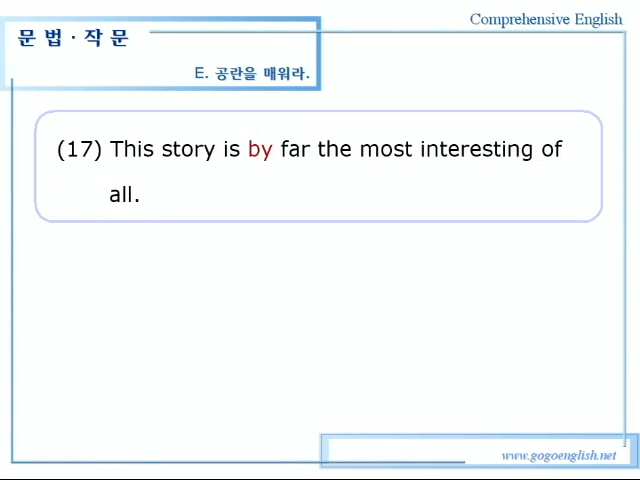 Comprehensive English
문 법 · 작 문
E. 공란을 매워라.
(17) This story is by far the most interesting of
all.
www.gogoenglish.net